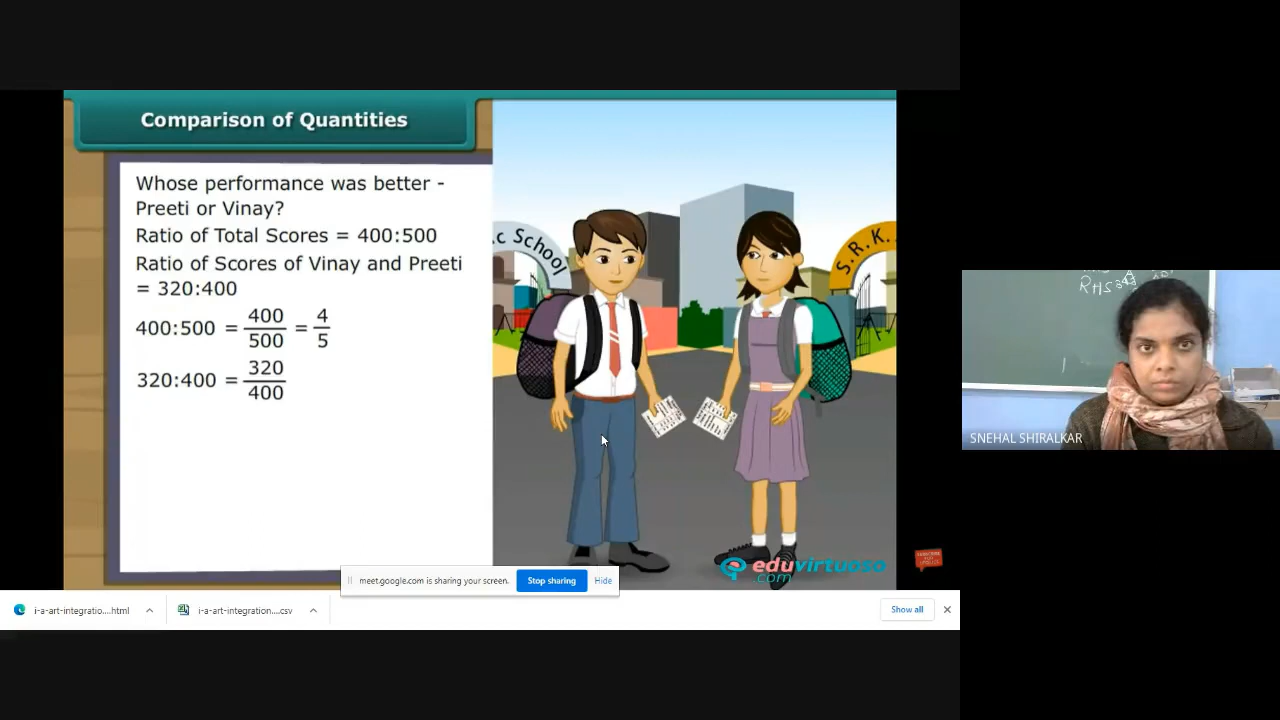 Comparison of Quantities
Whose performance was better -
Preeti or Vinay?
Ratio of Total Scores = 400:500
Ratio of Scores of Vinay and Preeti
= 320:400
400:500 = 400/500 = 4/5
320:400 = 320/400
c School
S.R.K.
eduvirtuoso
.com
meet.google.com is sharing your screen.
Stop sharing
Hide
i-a-art-integratio....html
i-a-art-integration....csv
Show all
RHS
SNEHAL SHIRALKAR